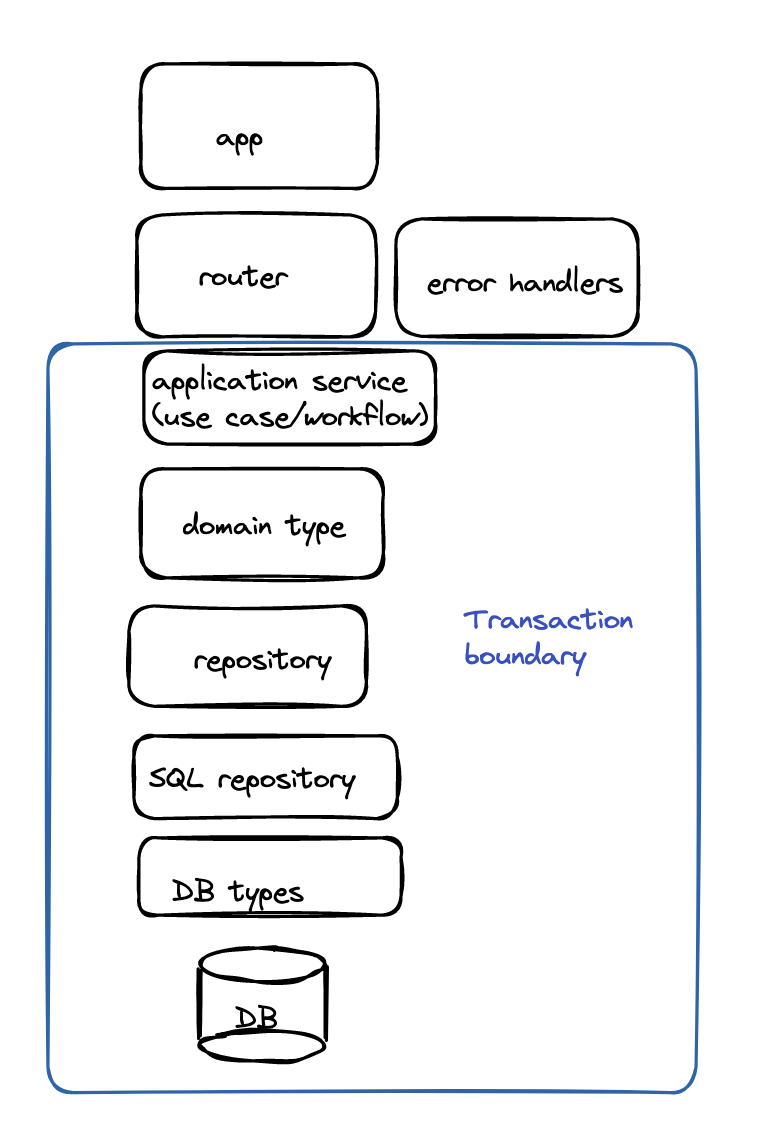 app
router
error handlers
application service
(use case/workflow)
domain type
Transaction
boundary
repository
SQL repository
DB types
DB